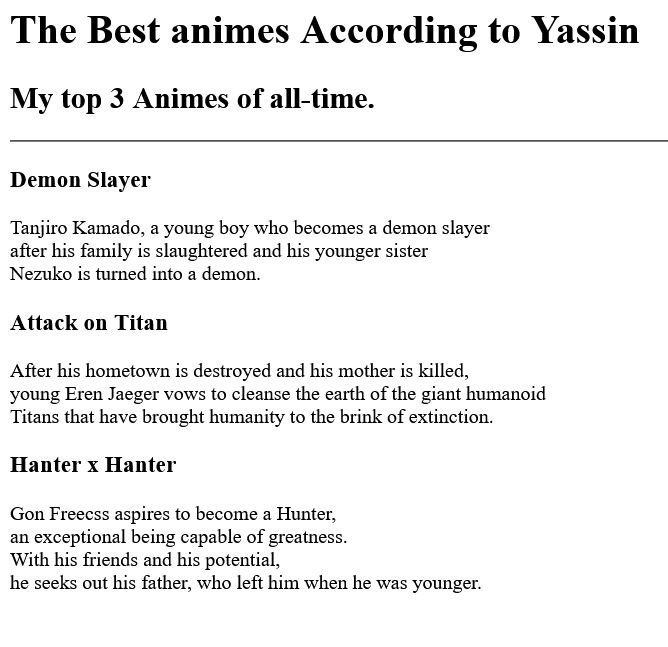 The Best animes According to Yassin
My top 3 Animes of all-time.
Demon Slayer
Tanjiro Kamado, a young boy who becomes a demon slayer
after his family is slaughtered and his younger sister
Nezuko is turned into a demon.
Attack on Titan
After his hometown is destroyed and his mother is killed,
young Eren Jaeger vows to cleanse the earth of the giant humanoid
Titans that have brought humanity to the brink of extinction.
Hanter x Hanter
Gon Freecss aspires to become a Hunter,
an exceptional being capable of greatness.
With his friends and his potential,
he seeks out his father, who left him when he was younger.